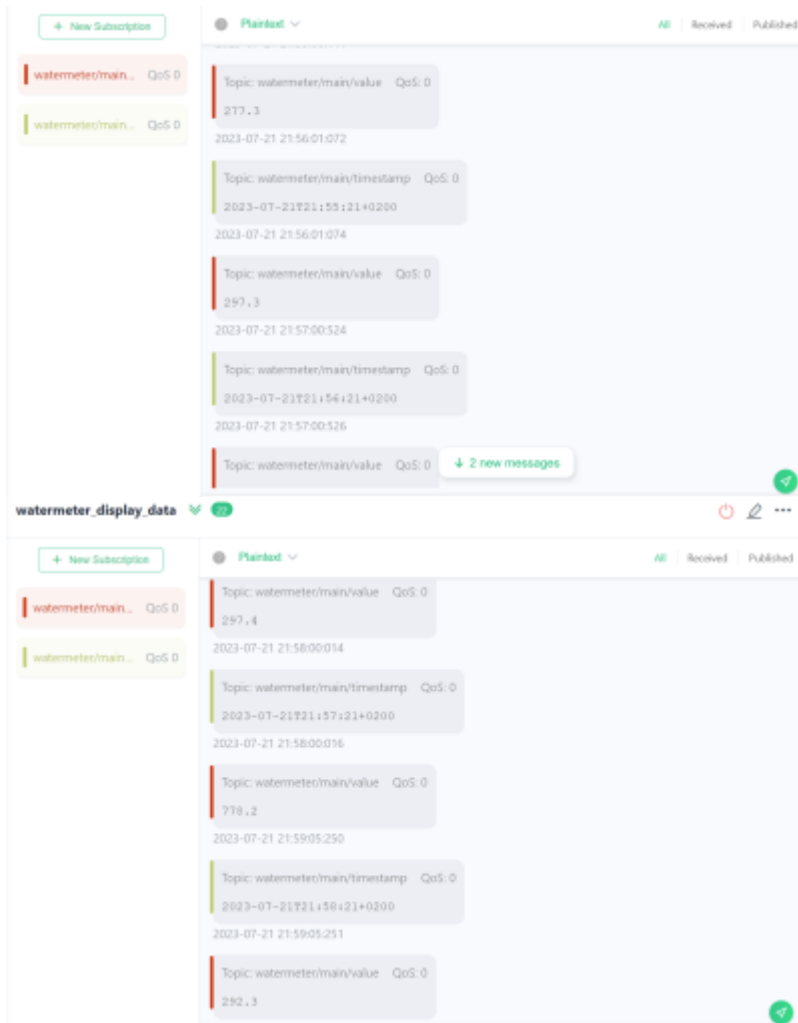 + New Subscription
Plaintext
All Received Published
watermeter/main... QoS 0
watermeter/main... QoS 0
Topic: watermeter/main/value QoS: 0
277.3
2023-07-21 21:56:01:072
Topic: watermeter/main/timestamp QoS: 0
2023-07-21T21:55:21+0200
2023-07-21 21:56:01:074
Topic: watermeter/main/value QoS: 0
297.3
2023-07-21 21:57:00:524
Topic: watermeter/main/timestamp QoS: 0
2023-07-21T21:56:21+0200
2023-07-21 21:57:00:526
Topic: watermeter/main/value QoS: 0
2 new messages
watermeter_display_data 22
+ New Subscription
Plaintext
All Received Published
watermeter/main... QoS 0
watermeter/main... QoS 0
Topic: watermeter/main/value QoS: 0
297.4
2023-07-21 21:58:00:014
Topic: watermeter/main/timestamp QoS: 0
2023-07-21T21:57:21+0200
2023-07-21 21:58:00:016
Topic: watermeter/main/value QoS: 0
778.2
2023-07-21 21:59:05:250
Topic: watermeter/main/timestamp QoS: 0
2023-07-21T21:58:21+0200
2023-07-21 21:59:05:251
Topic: watermeter/main/value QoS: 0
292.3